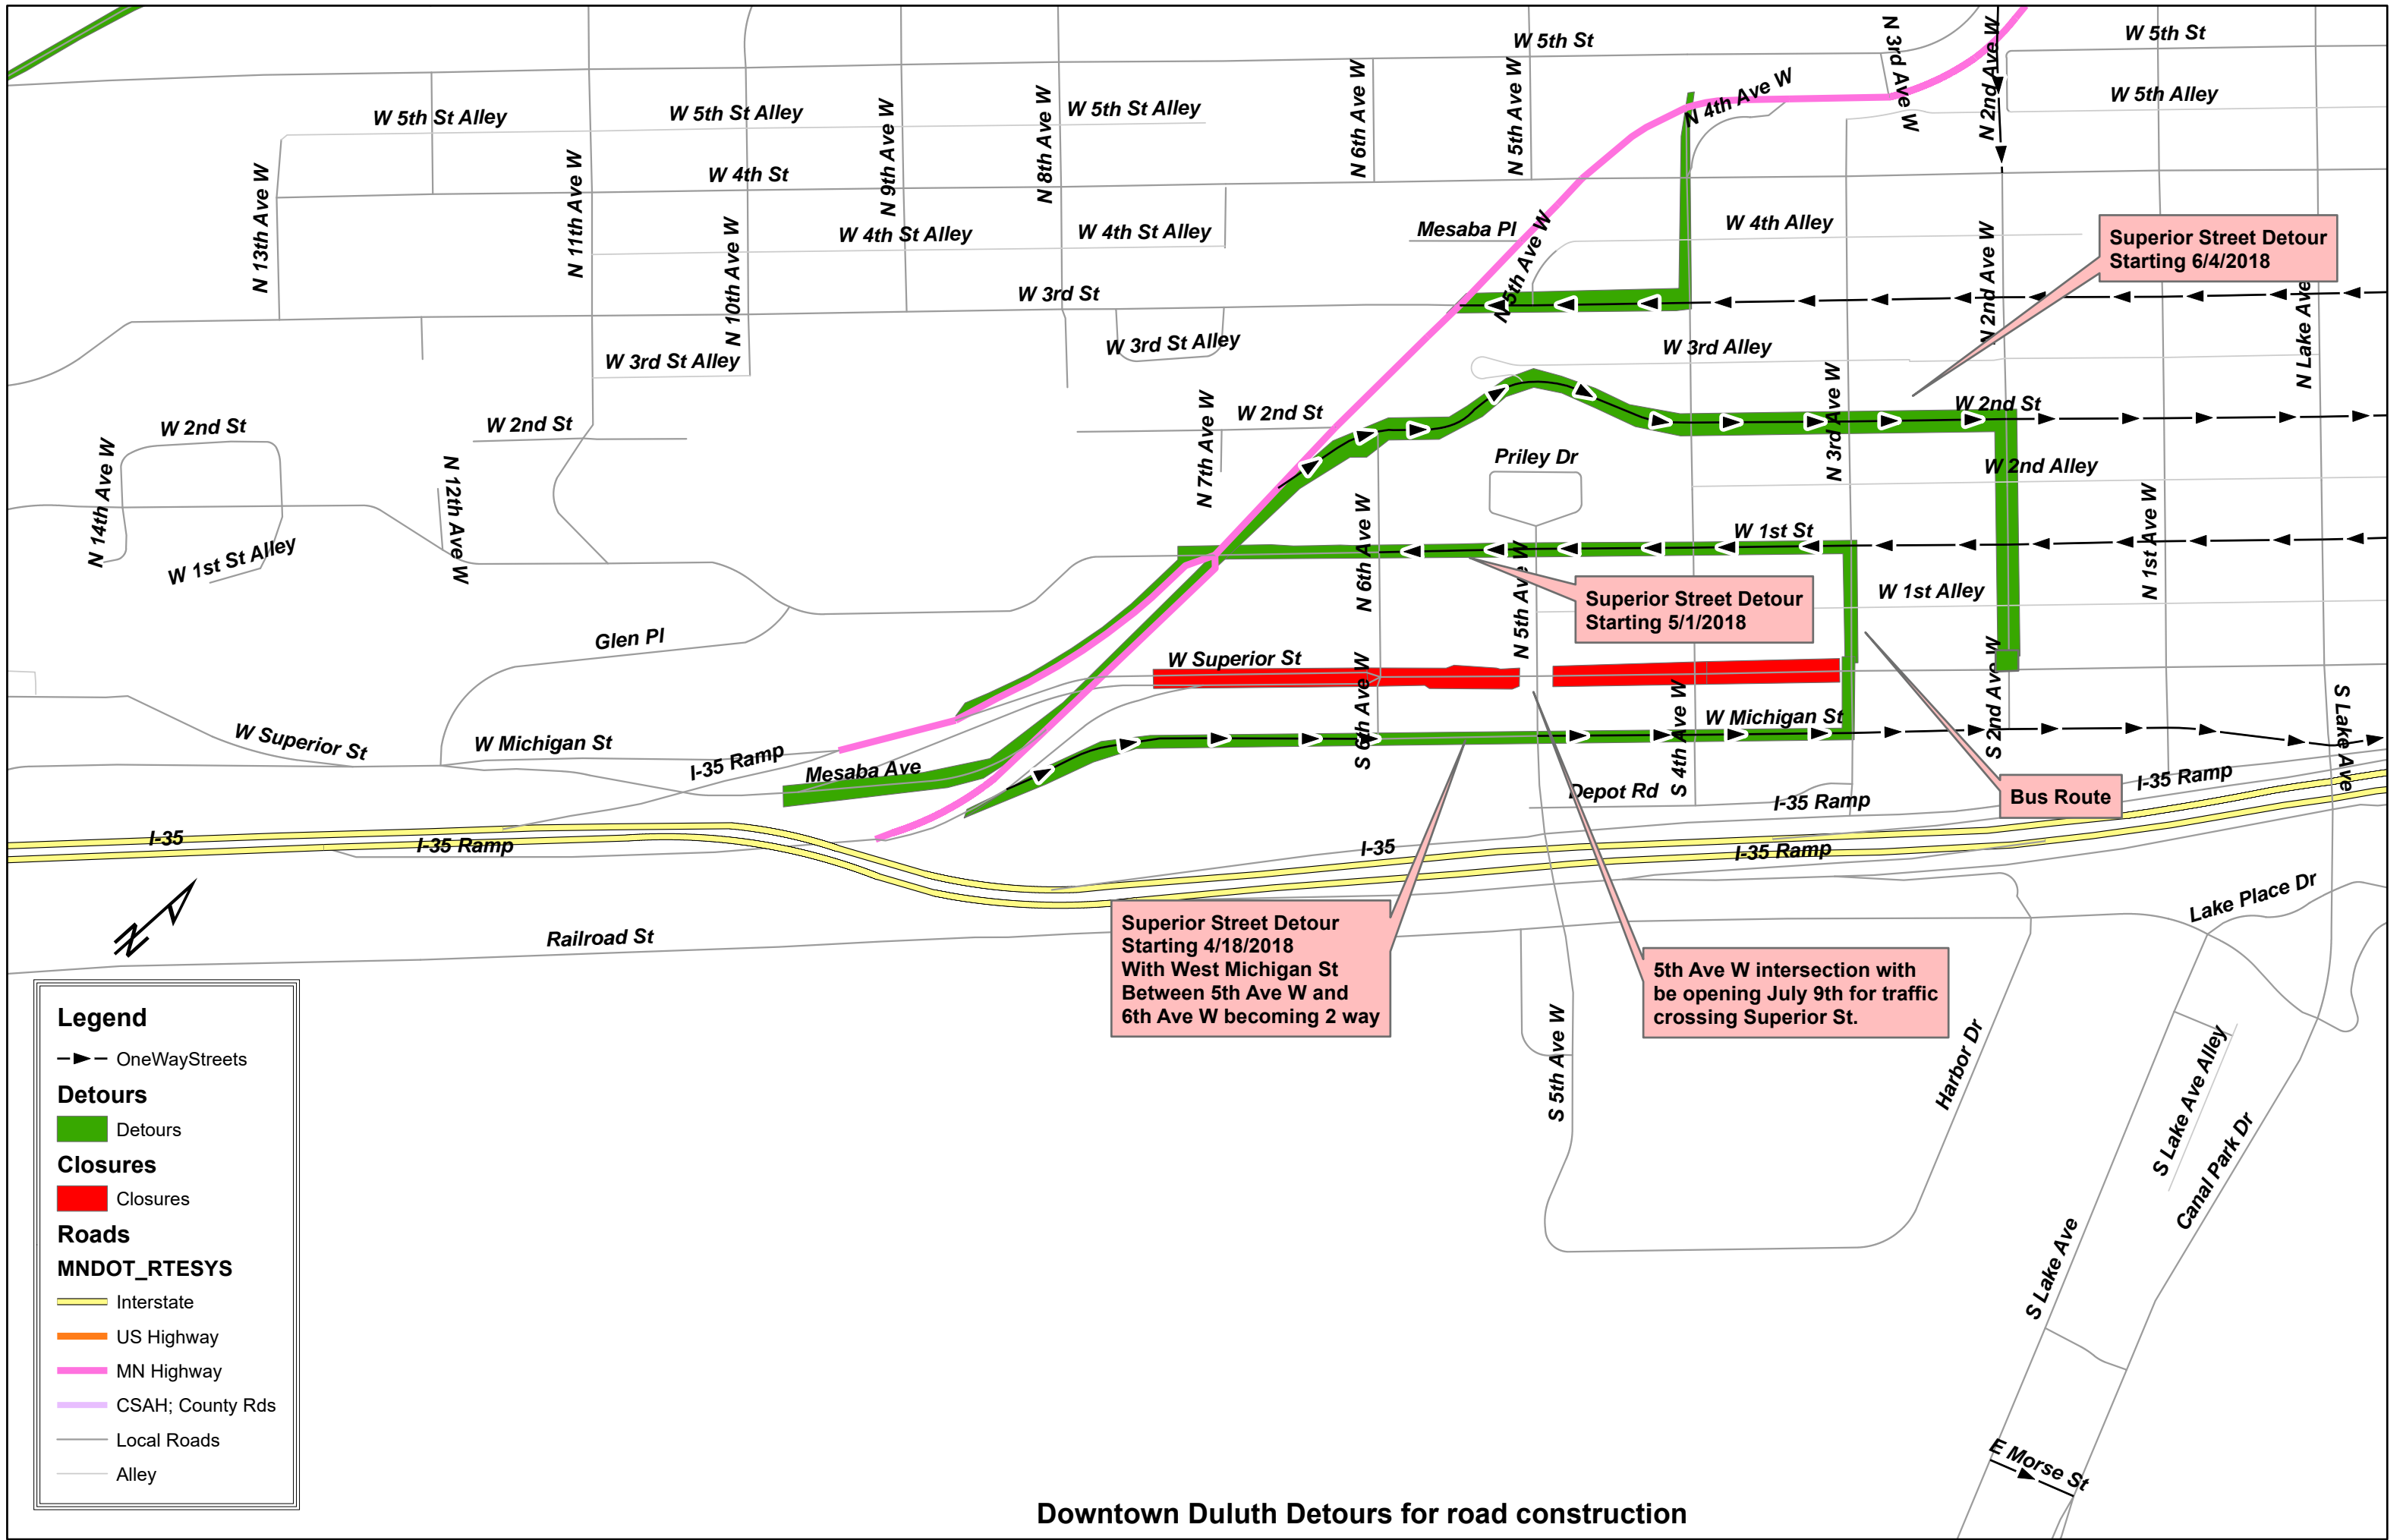 W 5th St
W 5th St
N 3rd Ave W
N 2nd Ave W
N 4th Ave W
W 5th Alley
W 5th St Alley
W 5th St Alley
W 5th St Alley
N 9th Ave W
N 8th Ave W
N 6th Ave W
N 5th Ave W
N 13th Ave W
N 11th Ave W
W 4th St
N 10th Ave W
W 4th St Alley
W 4th St Alley
Mesaba Pl
N 5th Ave W
W 4th Alley
N 2nd Ave W
Superior Street Detour
Starting 6/4/2018
W 3rd St
N Lake Ave
W 3rd St Alley
W 3rd St Alley
W 3rd Alley
N 3rd Ave W
W 2nd St
W 2nd St
W 2nd St
W 2nd St
N 7th Ave W
N 14th Ave W
N 12th Ave W
Priley Dr
W 2nd Alley
W 1st St Alley
N 6th Ave W
N 5th Ave W
W 1st St
N 1st Ave W
Superior Street Detour
Starting 5/1/2018
W 1st Alley
Glen Pl
W Superior St
W Superior St
W Michigan St
I-35 Ramp
Mesaba Ave
S 6th Ave W
S 4th Ave W
W Michigan St
S 2nd Ave W
S Lake Ave
Depot Rd
I-35 Ramp
Bus Route
I-35 Ramp
I-35
I-35 Ramp
I-35
I-35 Ramp
Railroad St
Superior Street Detour
Starting 4/18/2018
With West Michigan St
Between 5th Ave W and
6th Ave W becoming 2 way
5th Ave W intersection with
be opening July 9th for traffic
crossing Superior St.
Lake Place Dr
S 5th Ave W
Harbor Dr
S Lake Ave Alley
Canal Park Dr
S Lake Ave
E Morse St
N
Legend
OneWayStreets
Detours
Detours
Closures
Closures
Roads
MNDOT_RTESYS
Interstate
US Highway
MN Highway
CSAH; County Rds
Local Roads
Alley
Downtown Duluth Detours for road construction